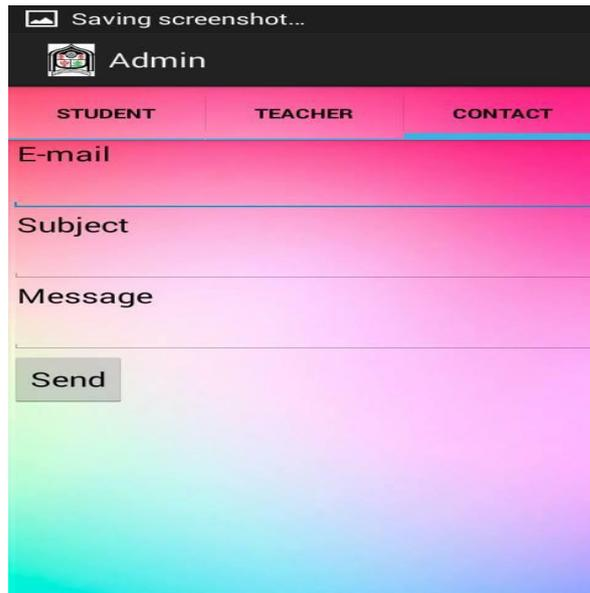 Saving screenshot...
Admin
STUDENT TEACHER CONTACT
E-mail
Subject
Message
Send